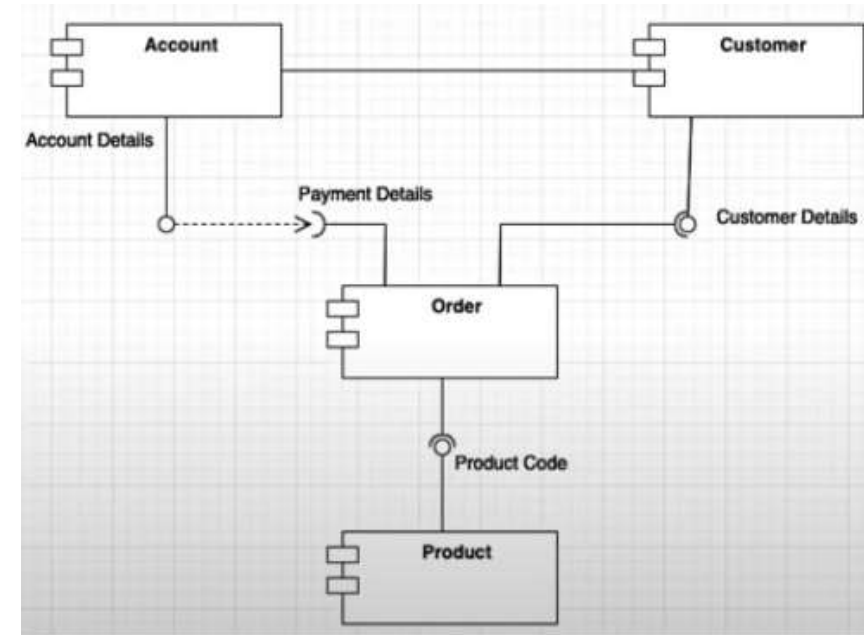 Account
Customer
Account Details
Payment Details
Customer Details
Order
Product Code
Product